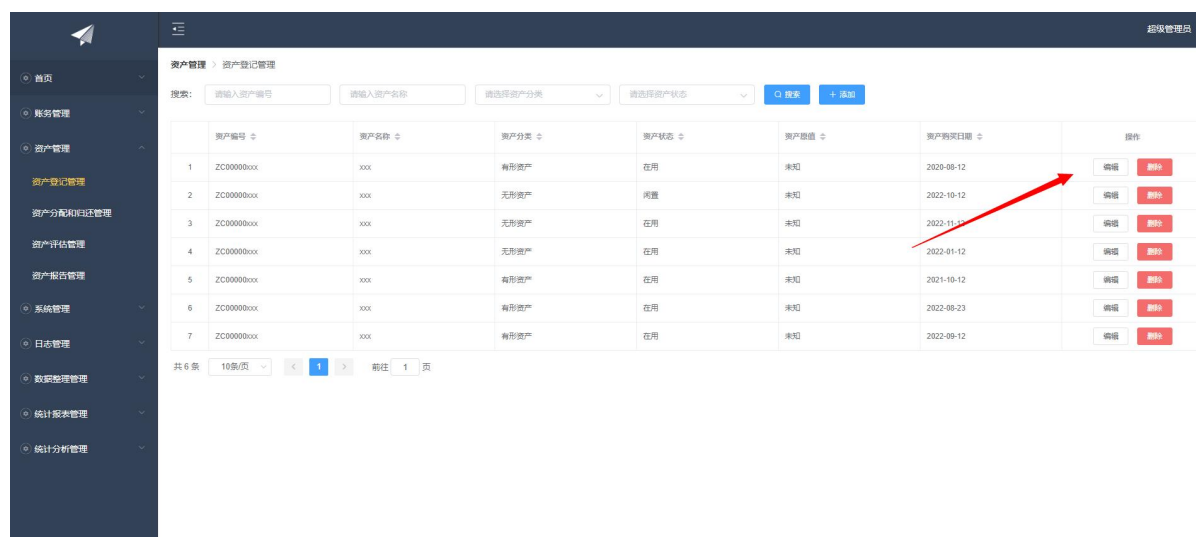 超级管理员
首页
账务管理
资产管理
资产登记管理
资产分配和归还管理
资产评估管理
资产报告管理
系统管理
日志管理
数据整理管理
统计报表管理
统计分析管理
资产管理 > 资产登记管理
搜索: 请输入资产编号 请输入资产名称 请选择资产分类 请选择资产状态 搜索 + 添加
资产编号 资产名称 资产分类 资产状态 资产原值 资产购买日期 操作
1 ZC00000xxx xxx 有形资产 在用 未知 2020-08-12 编辑 删除
2 ZC00000xxx xxx 无形资产 闲置 未知 2022-10-12 编辑 删除
3 ZC00000xxx xxx 无形资产 在用 未知 2022-11-12 编辑 删除
4 ZC00000xxx xxx 无形资产 在用 未知 2022-01-12 编辑 删除
5 ZC00000xxx xxx 有形资产 在用 未知 2021-10-12 编辑 删除
6 ZC00000xxx xxx 有形资产 在用 未知 2022-08-23 编辑 删除
7 ZC00000xxx xxx 有形资产 在用 未知 2022-09-12 编辑 删除
共 6 条 10条/页 < 1 > 前往 1 页